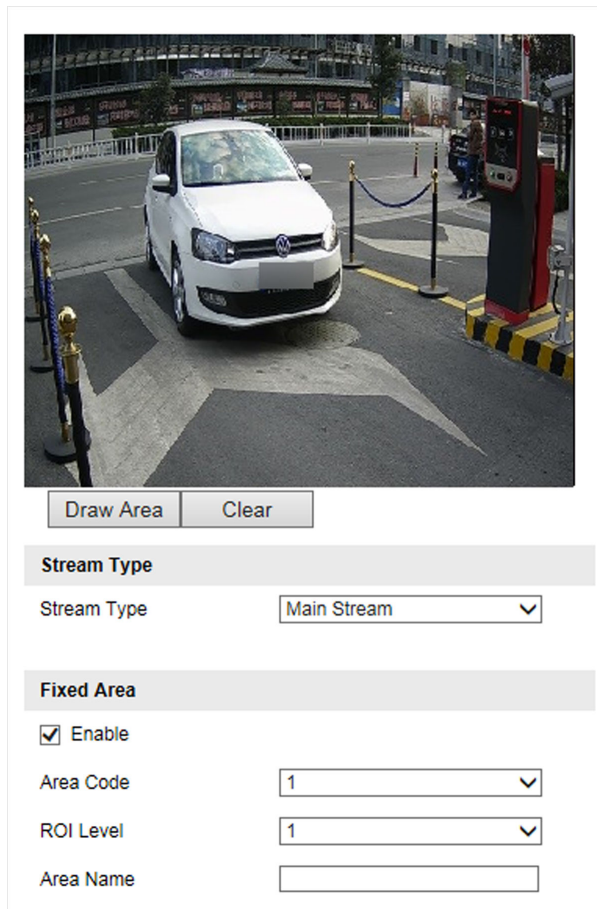 Draw Area Clear
Stream Type
Stream Type Main Stream
Fixed Area
Enable
Area Code 1
ROI Level 1
Area Name